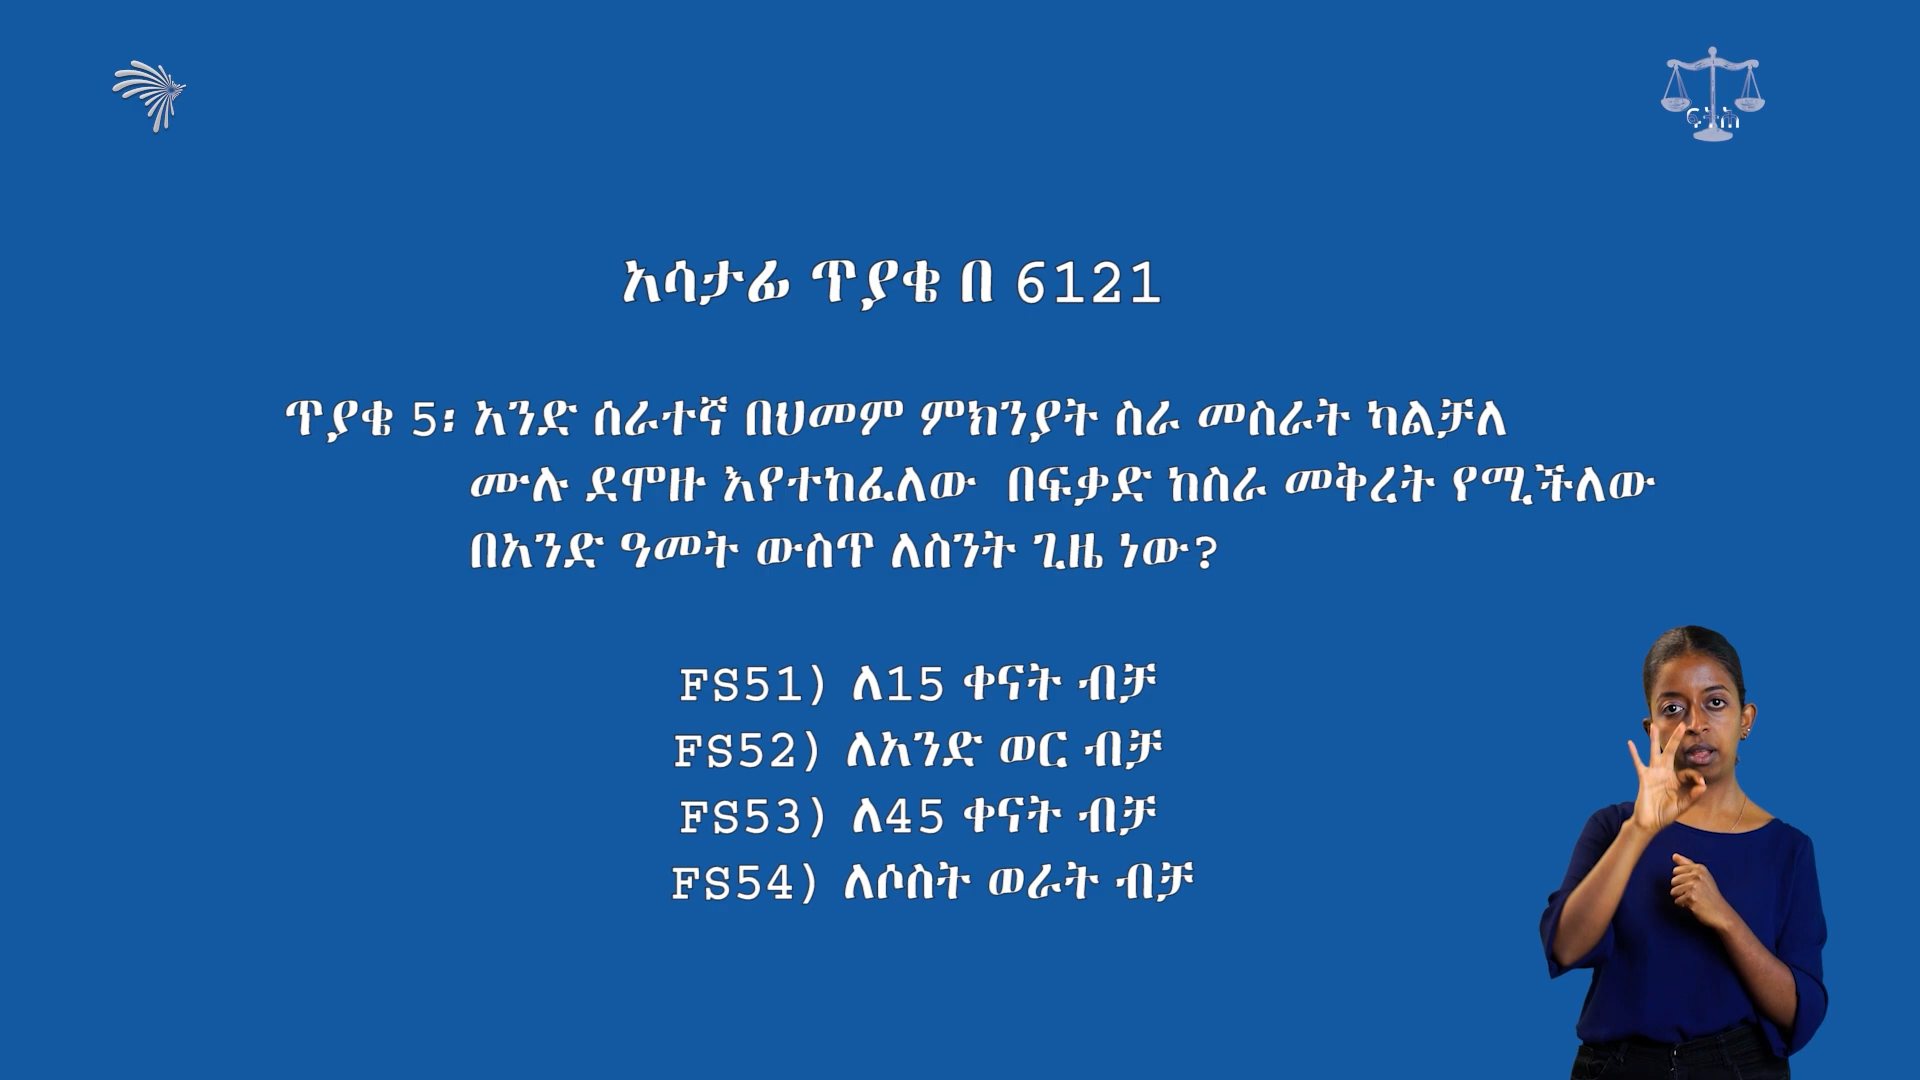 ፍትሕ
አሳታፊ ጥያቄ በ 6121
ጥያቄ 5፡ አንድ ሰራተኛ በህመም ምክንያት ስራ መስራት ካልቻለ
ሙሉ ደሞዙ እየተከፈለው በፍቃድ ከስራ መቅረት የሚችለው
በአንድ ዓመት ውስጥ ለስንት ጊዜ ነው?
FS51) ለ15 ቀናት ብቻ
FS52) ለአንድ ወር ብቻ
FS53) ለ45 ቀናት ብቻ
FS54) ለሶስት ወራት ብቻ